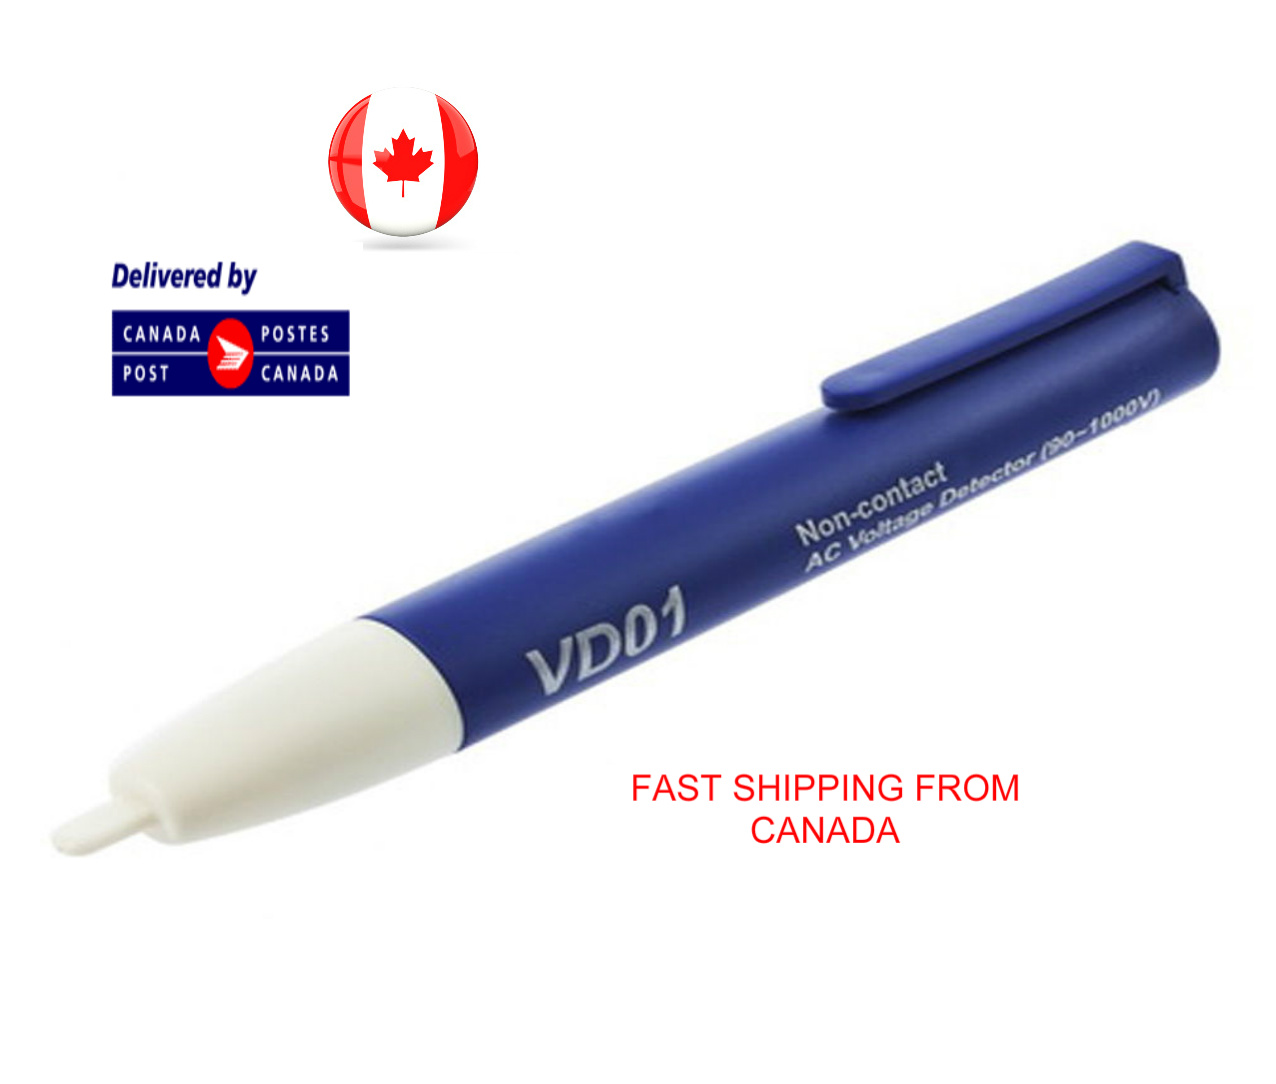 Delivered by
CANADA POSTES
POST CANADA
Non-contact
AC Voltage Detector (90~1000V)
VD01
FAST SHIPPING FROM
CANADA